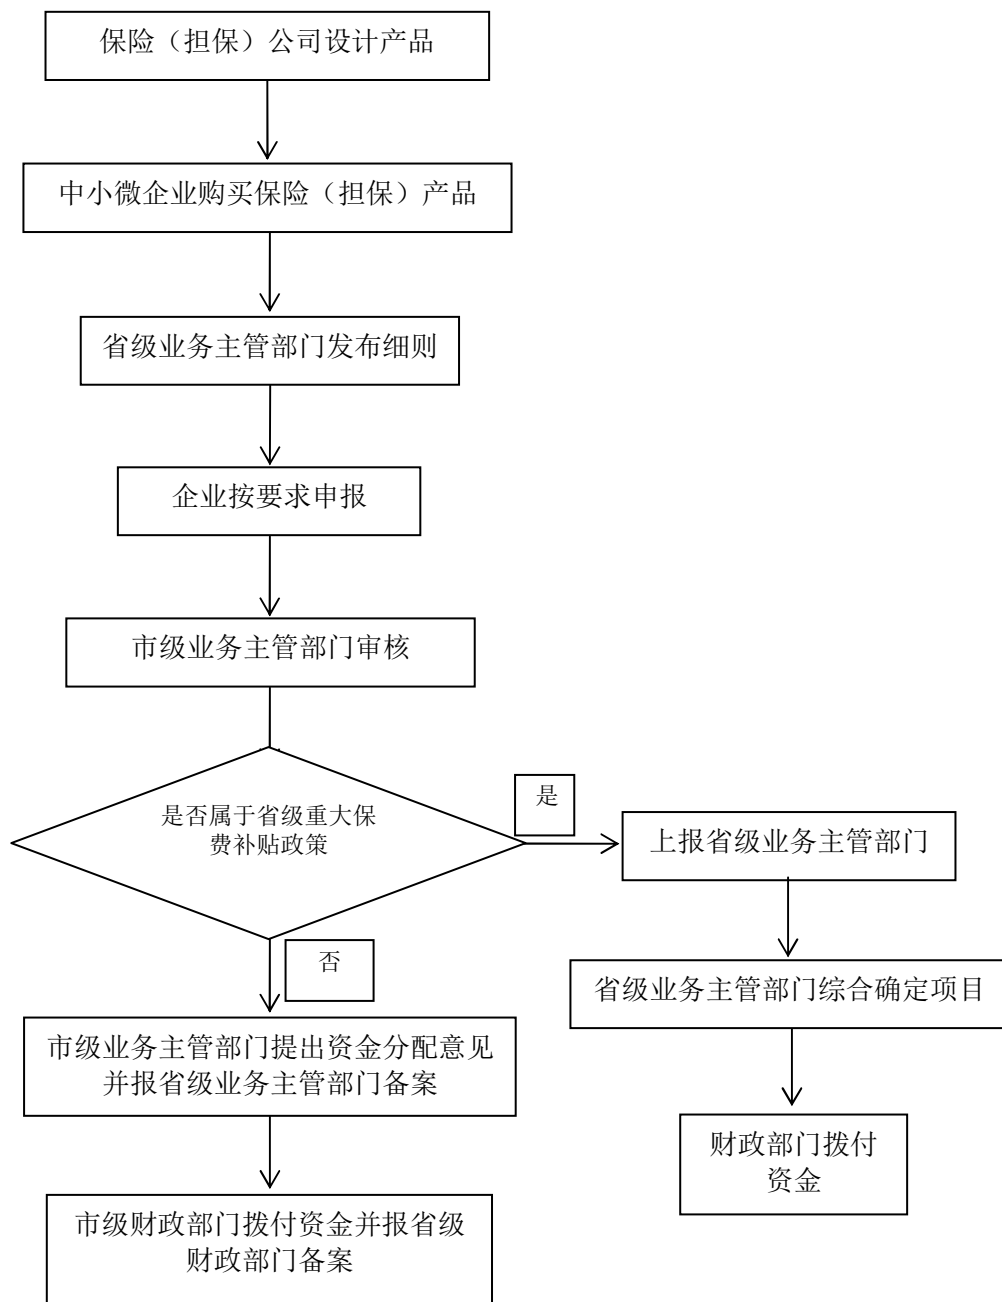 保险（担保）公司设计产品
中小微企业购买保险（担保）产品
省级业务主管部门发布细则
企业按要求申报
市级业务主管部门审核
是否属于省级重大保
费补贴政策
是
上报省级业务主管部门
省级业务主管部门综合确定项目
财政部门拨付
资金
否
市级业务主管部门提出资金分配意见
并报省级业务主管部门备案
市级财政部门拨付资金并报省级
财政部门备案